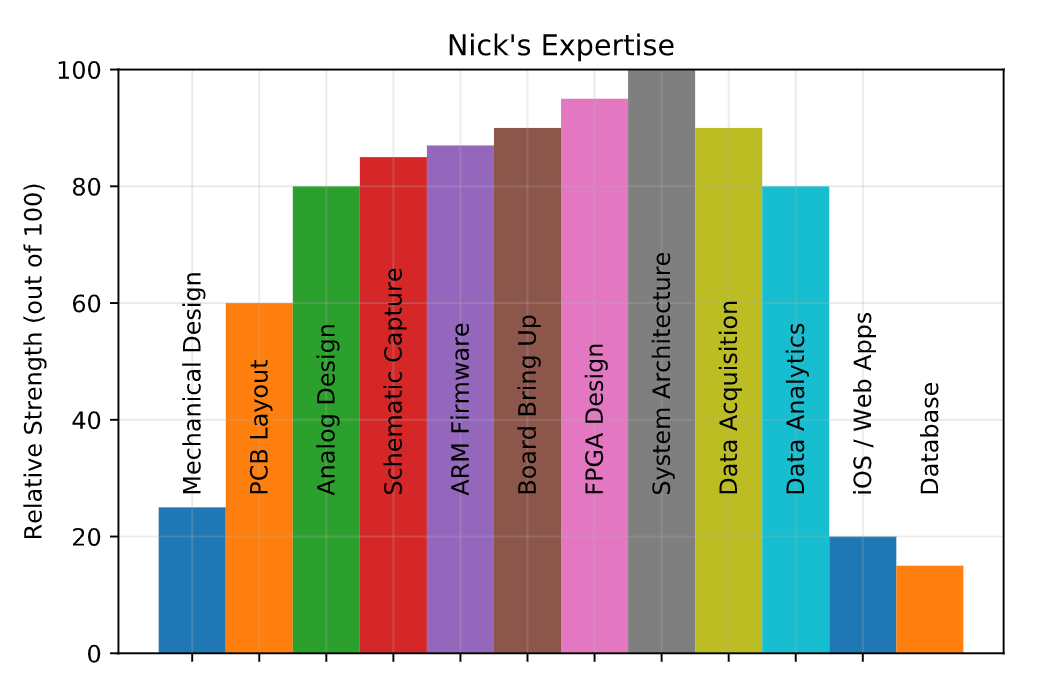 Nick's Expertise
Relative Strength (out of 100)
100
80
60
40
20
0
Mechanical Design
PCB Layout
Analog Design
Schematic Capture
ARM Firmware
Board Bring Up
FPGA Design
System Architecture
Data Acquisition
Data Analytics
iOS / Web Apps
Database